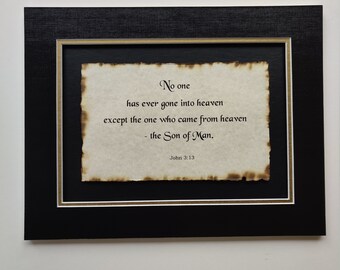 No one
has ever gone into heaven
except the one who came from heaven
- the Son of Man.
John 3:13